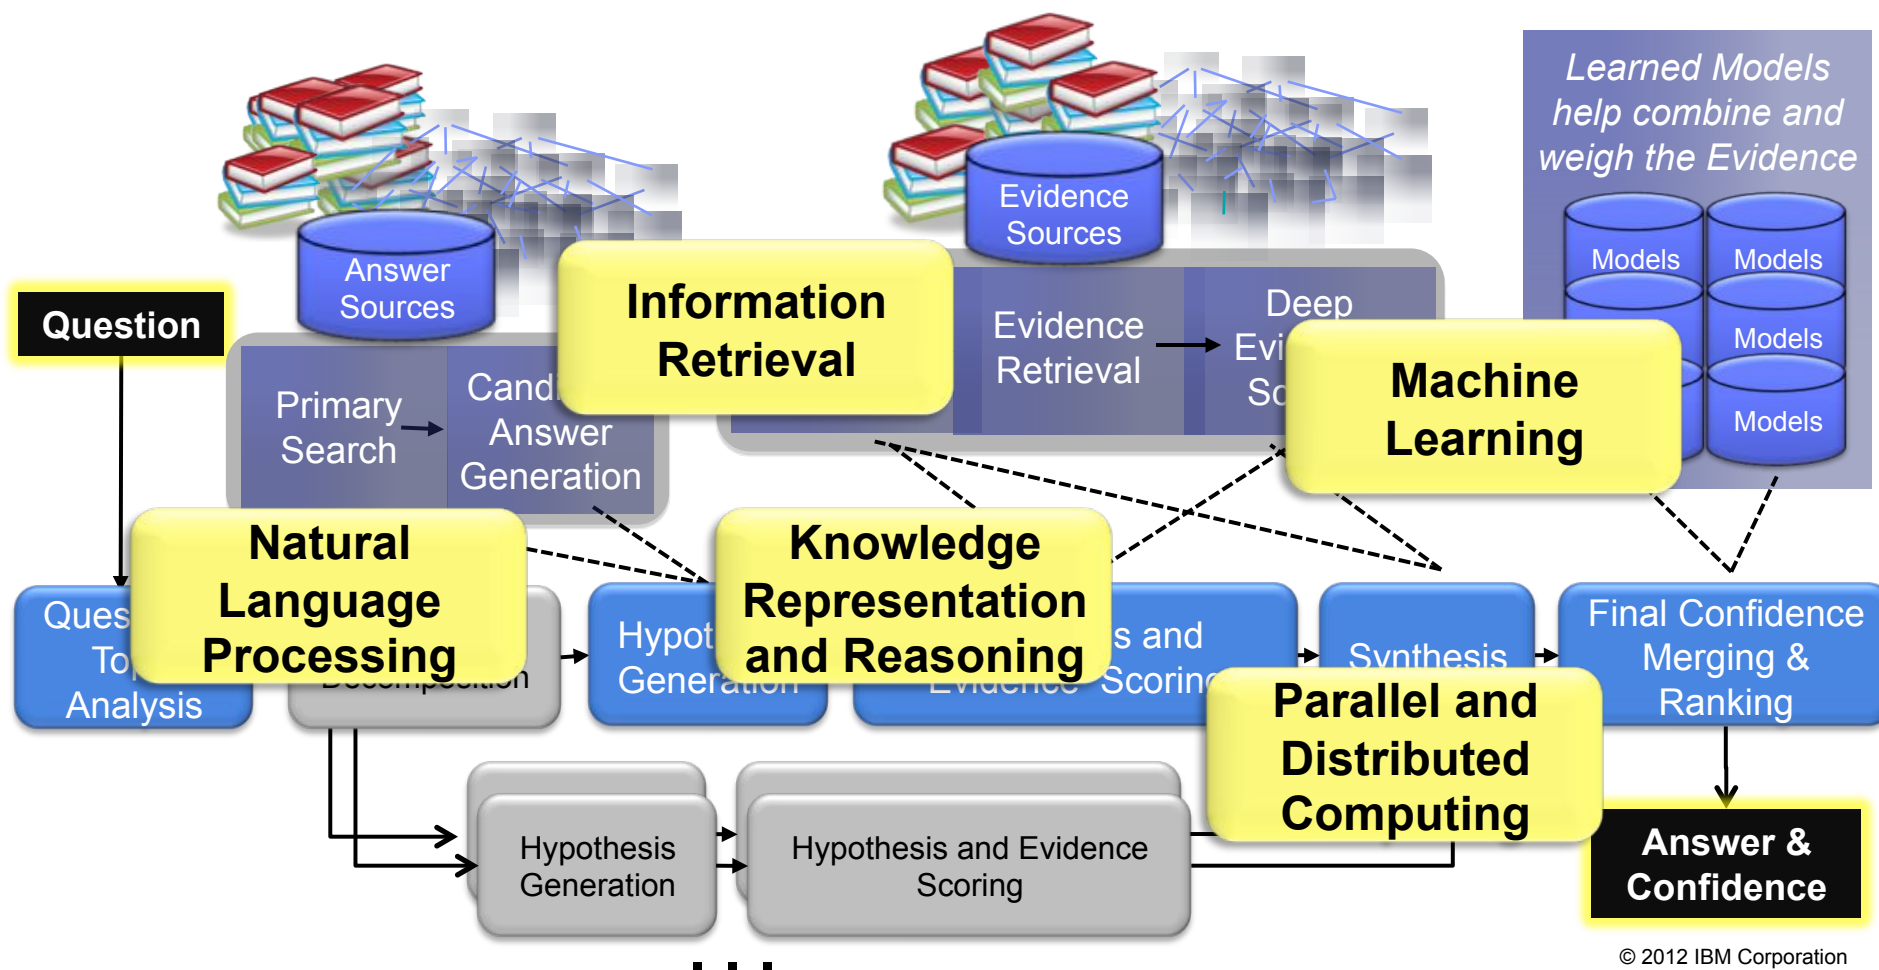 Learned Models
help combine and
weigh the Evidence
Evidence
Sources
Answer
Sources
Models
Models
Models
Models
Question
Information
Retrieval
Evidence
Retrieval
Deep
Machine
Learning
Primary
Search
Answer
Generation
Natural
Language
Processing
Knowledge
Representation
and Reasoning
Analysis
Generation
s and
Synthesis
Final Confidence
Merging &
Ranking
Parallel and
Distributed
Computing
Hypothesis
Generation
Hypothesis and Evidence
Scoring
Answer &
Confidence
© 2012 IBM Corporation
...